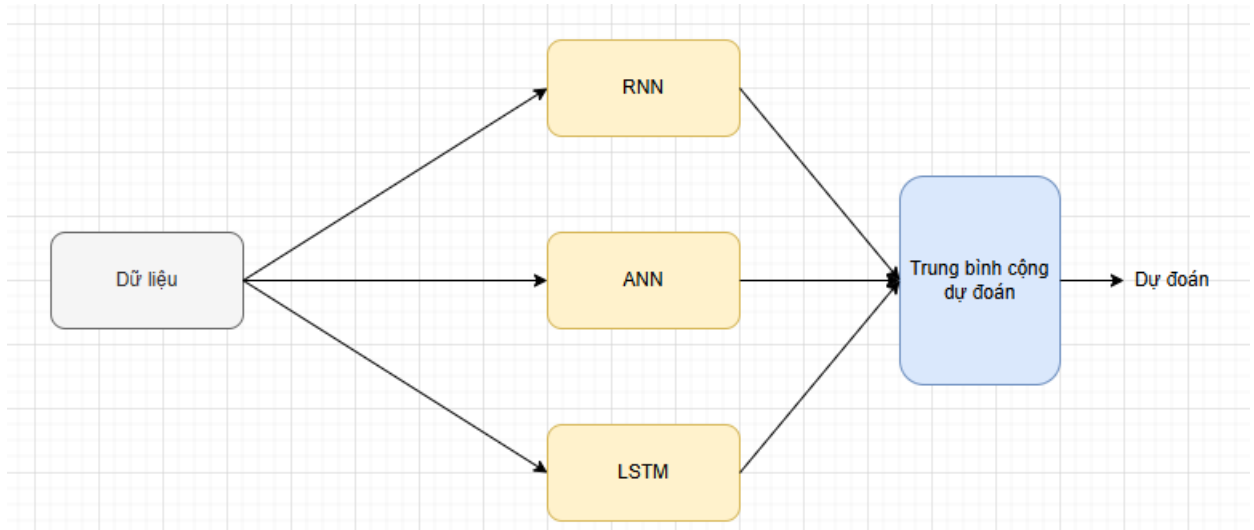 RNN
Dữ liệu
ANN
Trung bình cộng
dự đoán
Dự đoán
LSTM